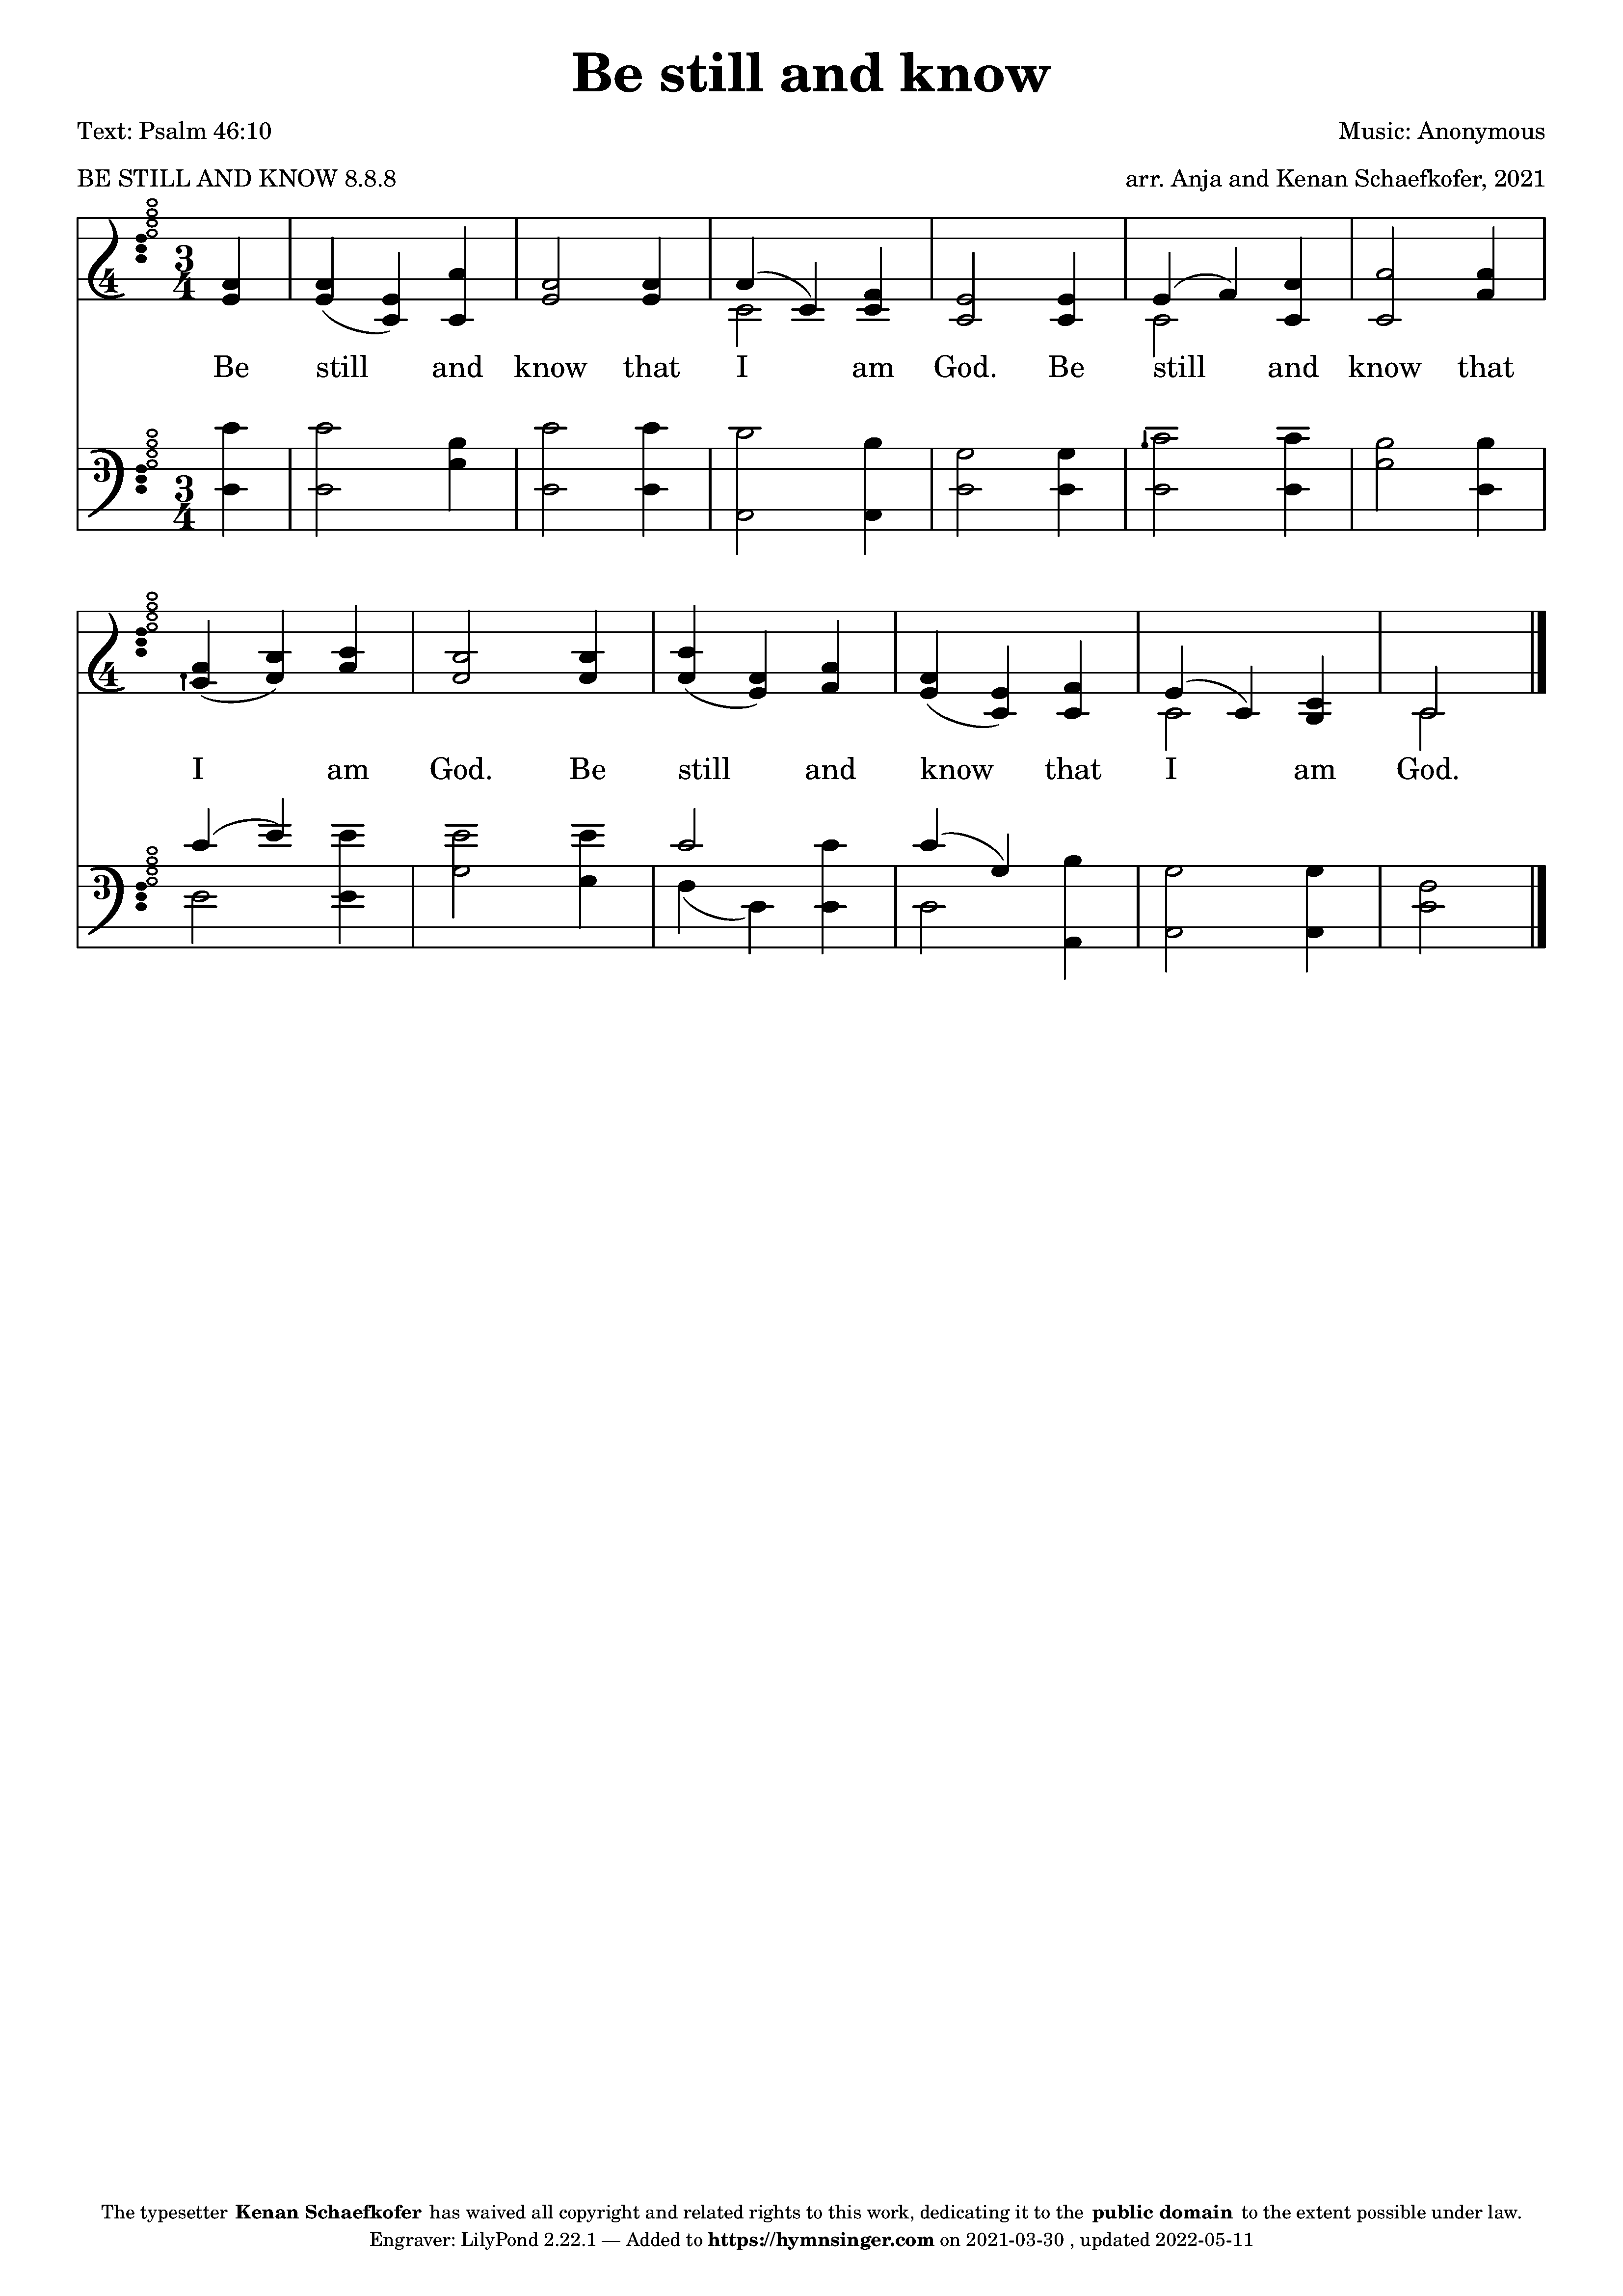 Be still and know
Text: Psalm 46:10
Music: Anonymous
BE STILL AND KNOW 8.8.8
arr. Anja and Kenan Schaefkofer, 2021
4 3 4
Be still and know that I am God. Be still and know that
3 3 4
4
I am God. Be still and know that I am God.
3
The typesetter Kenan Schaefkofer has waived all copyright and related rights to this work, dedicating it to the public domain to the extent possible under law.
Engraver: LilyPond 2.22.1 — Added to https://hymnsinger.com on 2021-03-30 , updated 2022-05-11